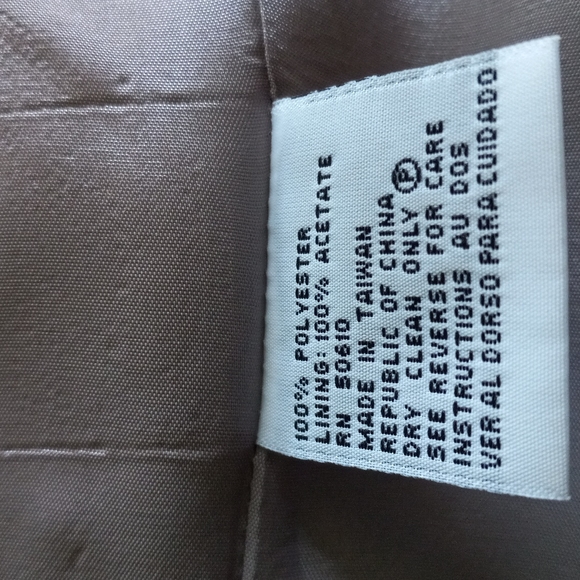 100% POLYESTER
LINING: 100% ACETATE
RN 50610
MADE IN TAIWAN
REPUBLIC OF CHINA
DRY CLEAN ONLY Ⓟ
SEE REVERSE FOR CARE
INSTRUCTIONS AU DOS
VER AL DORSO PARA CUIDADO